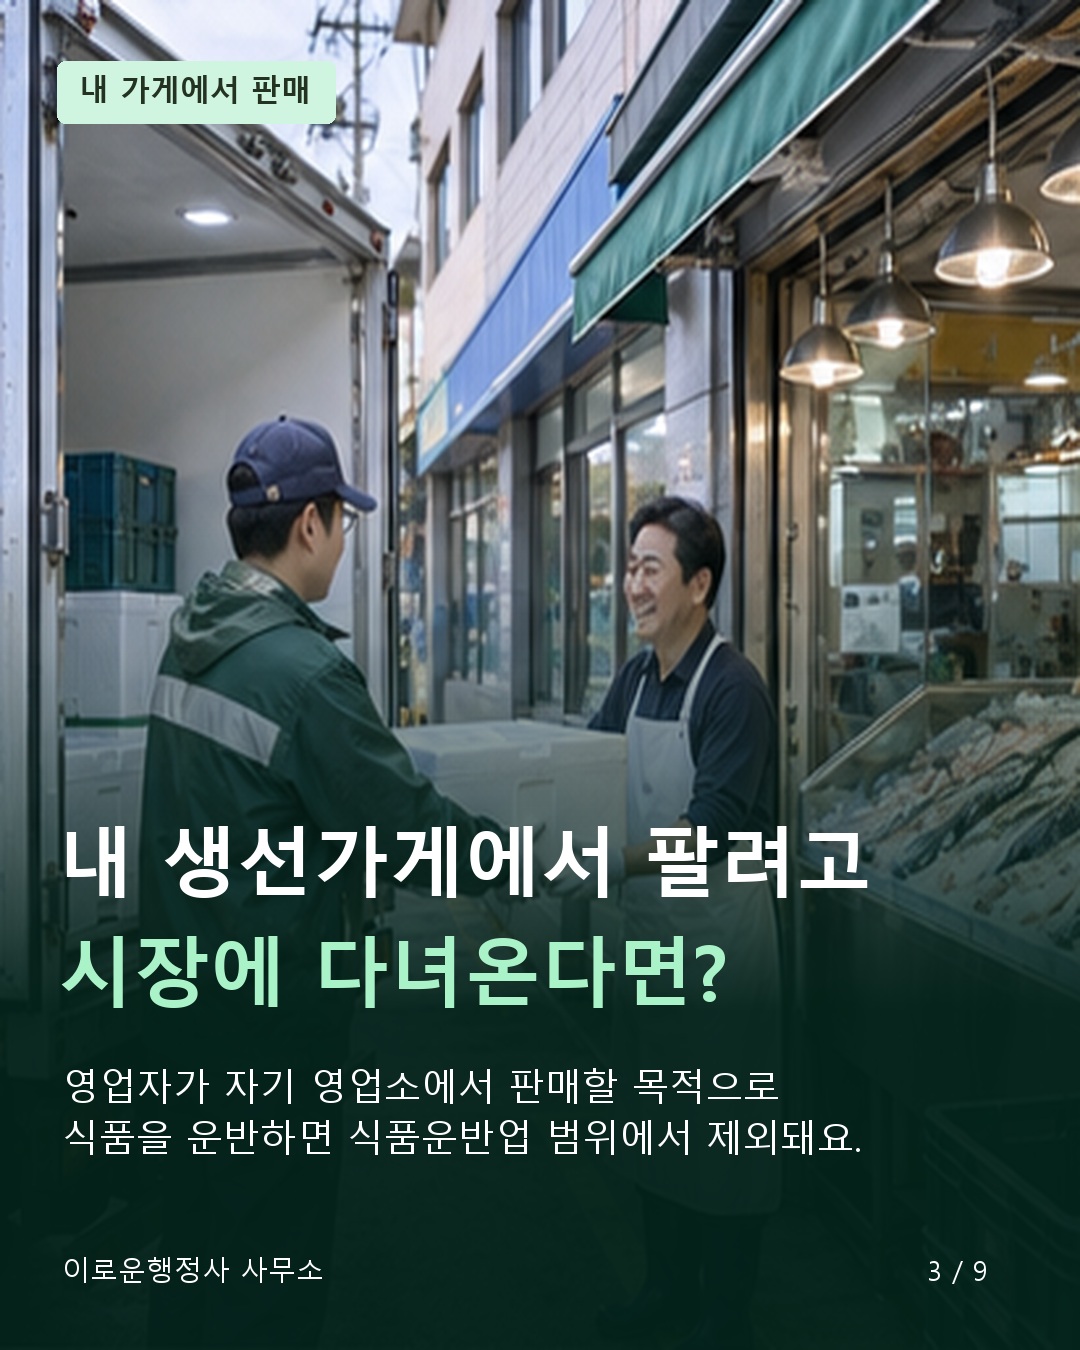 내 가게에서 판매
내 생선가게에서 팔려고
시장에 다녀온다면?
영업자가 자기 영업소에서 판매할 목적으로
식품을 운반하면 식품운반업 범위에서 제외돼요.
이로운행정사 사무소
3 / 9